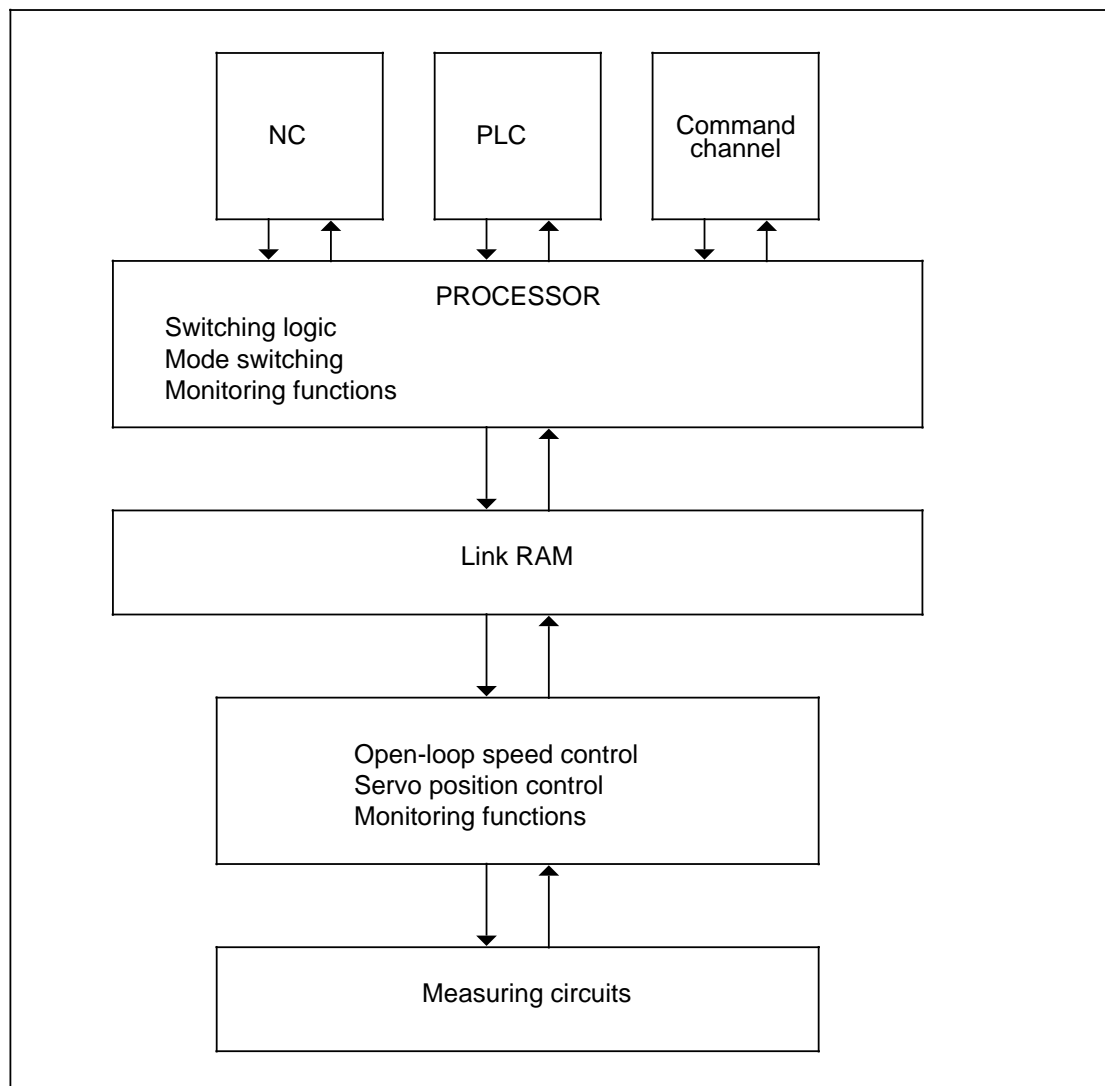 NC
PLC
Command
channel
PROCESSOR
Switching logic
Mode switching
Monitoring functions
Link RAM
Open-loop speed control
Servo position control
Monitoring functions
Measuring circuits